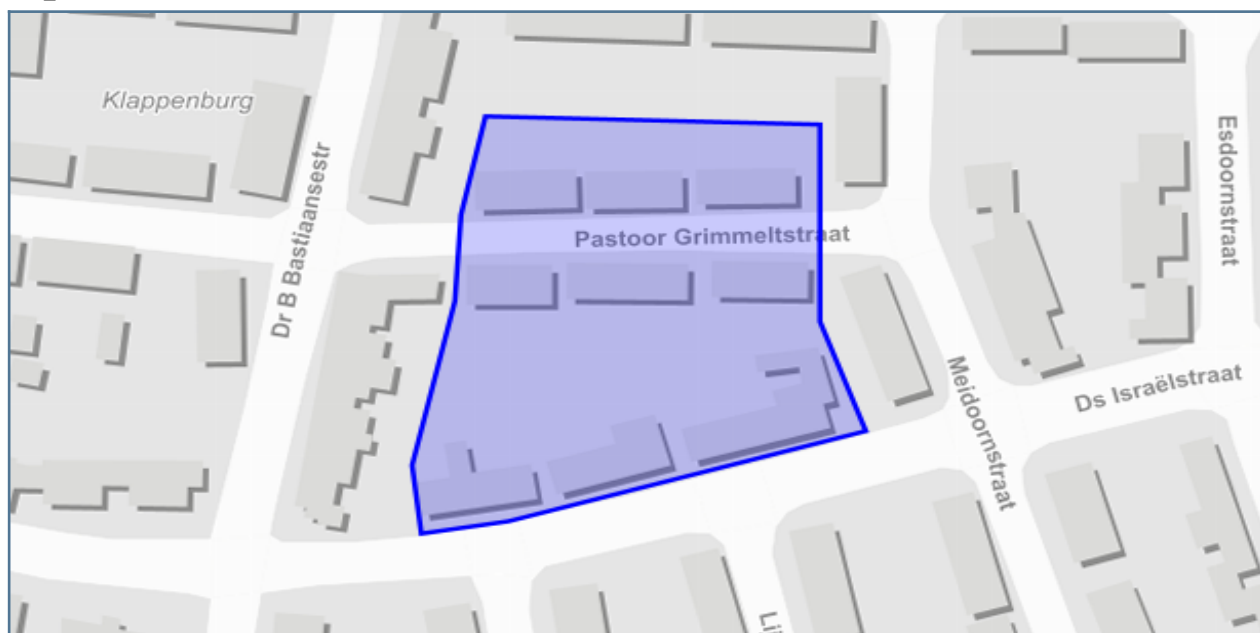 Klappenburg
Esdoornstraat
Dr B Bastiaansestr
Pastoor Grimmeltstraat
Meidoornstraat
Ds Israëlstraat